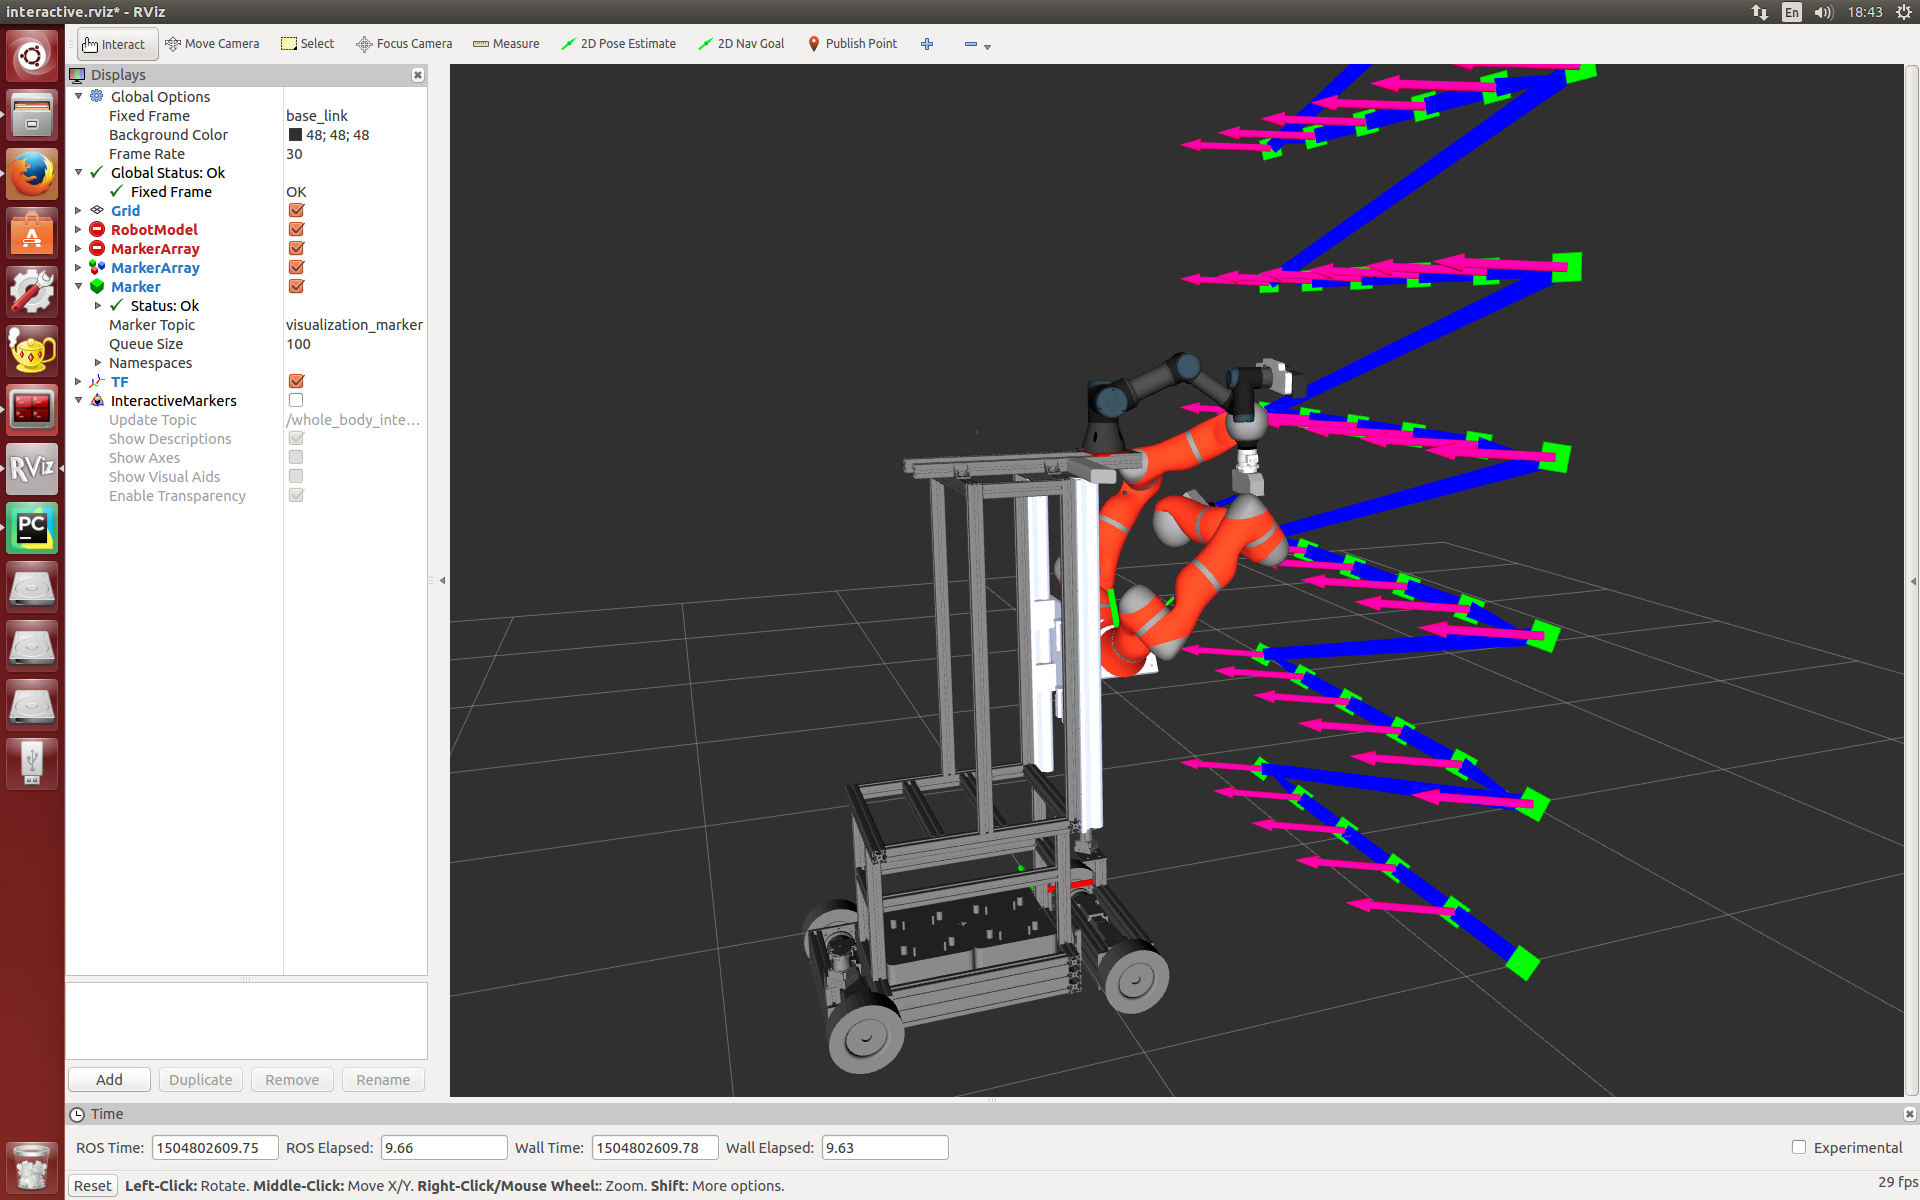 interactive.rviz* - RViz
En
18:43
Interact
Move Camera
Select
Focus Camera
Measure
2D Pose Estimate
2D Nav Goal
Publish Point
Displays
Global Options
Fixed Frame base_link
Background Color 48; 48; 48
Frame Rate 30
Global Status: Ok
Fixed Frame OK
Grid
RobotModel
MarkerArray
MarkerArray
Marker
Status: Ok
Marker Topic visualization_marker
Queue Size 100
Namespaces
TF
InteractiveMarkers
Update Topic /whole_body_inte...
Show Descriptions
Show Axes
Show Visual Aids
Enable Transparency
RViz
PC
Add
Duplicate
Remove
Rename
Time
ROS Time: 1504802609.75 ROS Elapsed: 9.66 Wall Time: 1504802609.78 Wall Elapsed: 9.63 Experimental
Reset Left-Click: Rotate. Middle-Click: Move X/Y. Right-Click/Mouse Wheel:: Zoom. Shift: More options. 29 fps